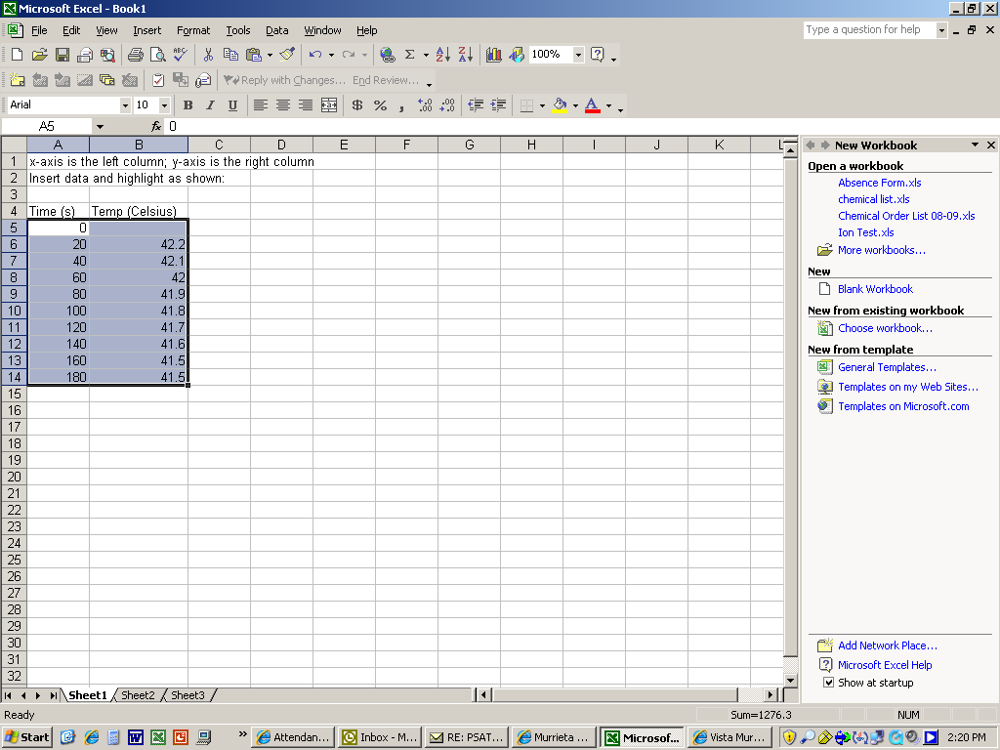 Microsoft Excel - Book1
File Edit View Insert Format Tools Data Window Help
Type a question for help
100%
Reply with Changes... End Review...
Arial 10 B I U $ % ,
A5 fx 0
A B C D E F G H I J K L
1 x-axis is the left column; y-axis is the right column
2 Insert data and highlight as shown:
3
4 Time (s) Temp (Celsius)
5 0
6 20 42.2
7 40 42.1
8 60 42
9 80 41.9
10 100 41.8
11 120 41.7
12 140 41.6
13 160 41.5
14 180 41.5
15
16
17
18
19
20
21
22
23
24
25
26
27
28
29
30
31
32
New Workbook
Open a workbook
Absence Form.xls
chemical list.xls
Chemical Order List 08-09.xls
Ion Test.xls
More workbooks...
New
Blank Workbook
New from existing workbook
Choose workbook...
New from template
General Templates...
Templates on my Web Sites...
Templates on Microsoft.com
Add Network Place...
Microsoft Excel Help
Show at startup
Sheet1 Sheet2 Sheet3
Ready Sum=1276.3 NUM
Start Attendan... Inbox - M... RE: PSAT... Murrieta ... Microsof... Vista Mur... 2:20 PM